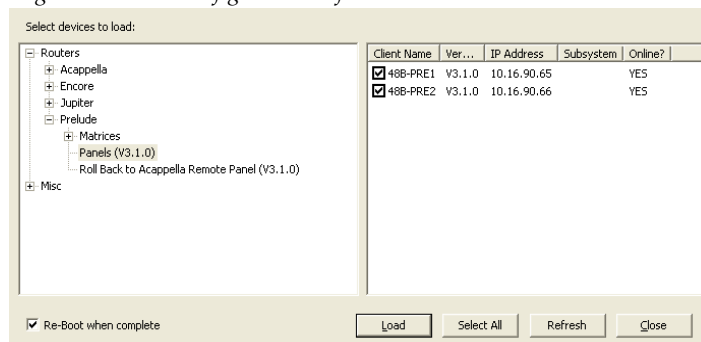 Select devices to load:
Routers
Acappella
Encore
Jupiter
Prelude
Matrices
Panels (V3.1.0)
Roll Back to Acappella Remote Panel (V3.1.0)
Misc
Client Name Ver... IP Address Subsystem Online?
48B-PRE1 V3.1.0 10.16.90.65 YES
48B-PRE2 V3.1.0 10.16.90.66 YES
Re-Boot when complete
Load Select All Refresh Close